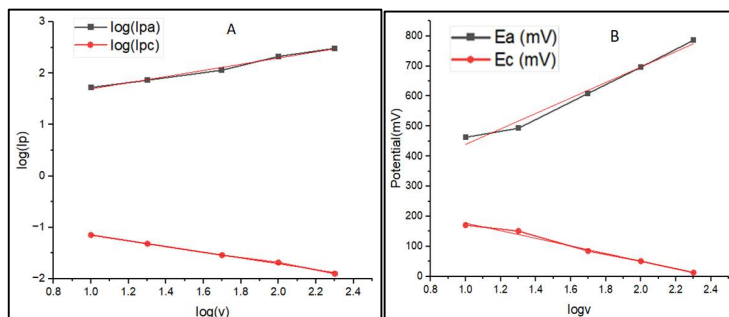 A
log(Ipa)
log(Ipc)
2
1
0
−1
−2
log(Ip)
0.8 1.0 1.2 1.4 1.6 1.8 2.0 2.2 2.4
log(v)
B
Ea (mV)
Ec (mV)
800
700
600
500
400
300
200
100
0
Potential(mV)
0.8 1.0 1.2 1.4 1.6 1.8 2.0 2.2 2.4
logv